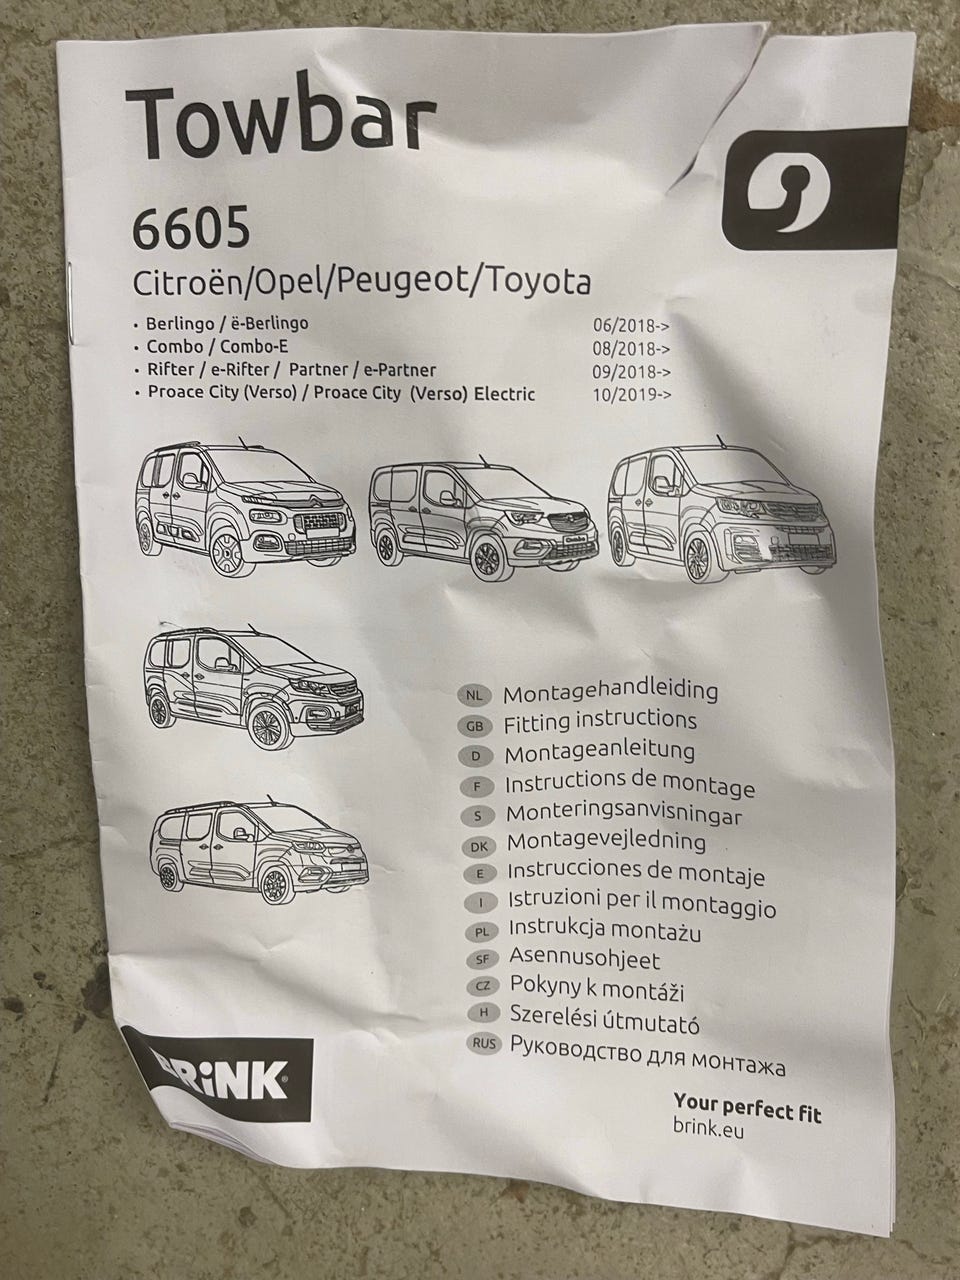 Towbar
6605
Citroën/Opel/Peugeot/Toyota
• Berlingo / ë-Berlingo 06/2018->
• Combo / Combo-E 08/2018->
• Rifter / e-Rifter / Partner / e-Partner 09/2018->
• Proace City (Verso) / Proace City (Verso) Electric 10/2019->
NL Montagehandleiding
GB Fitting instructions
D Montageanleitung
F Instructions de montage
S Monteringsanvisningar
DK Montagevejledning
E Instrucciones de montaje
I Istruzioni per il montaggio
PL Instrukcja montażu
SF Asennusohjeet
CZ Pokyny k montáži
H Szerelési útmutató
RUS Руководство для монтажа
BRiNK®
Your perfect fit
brink.eu